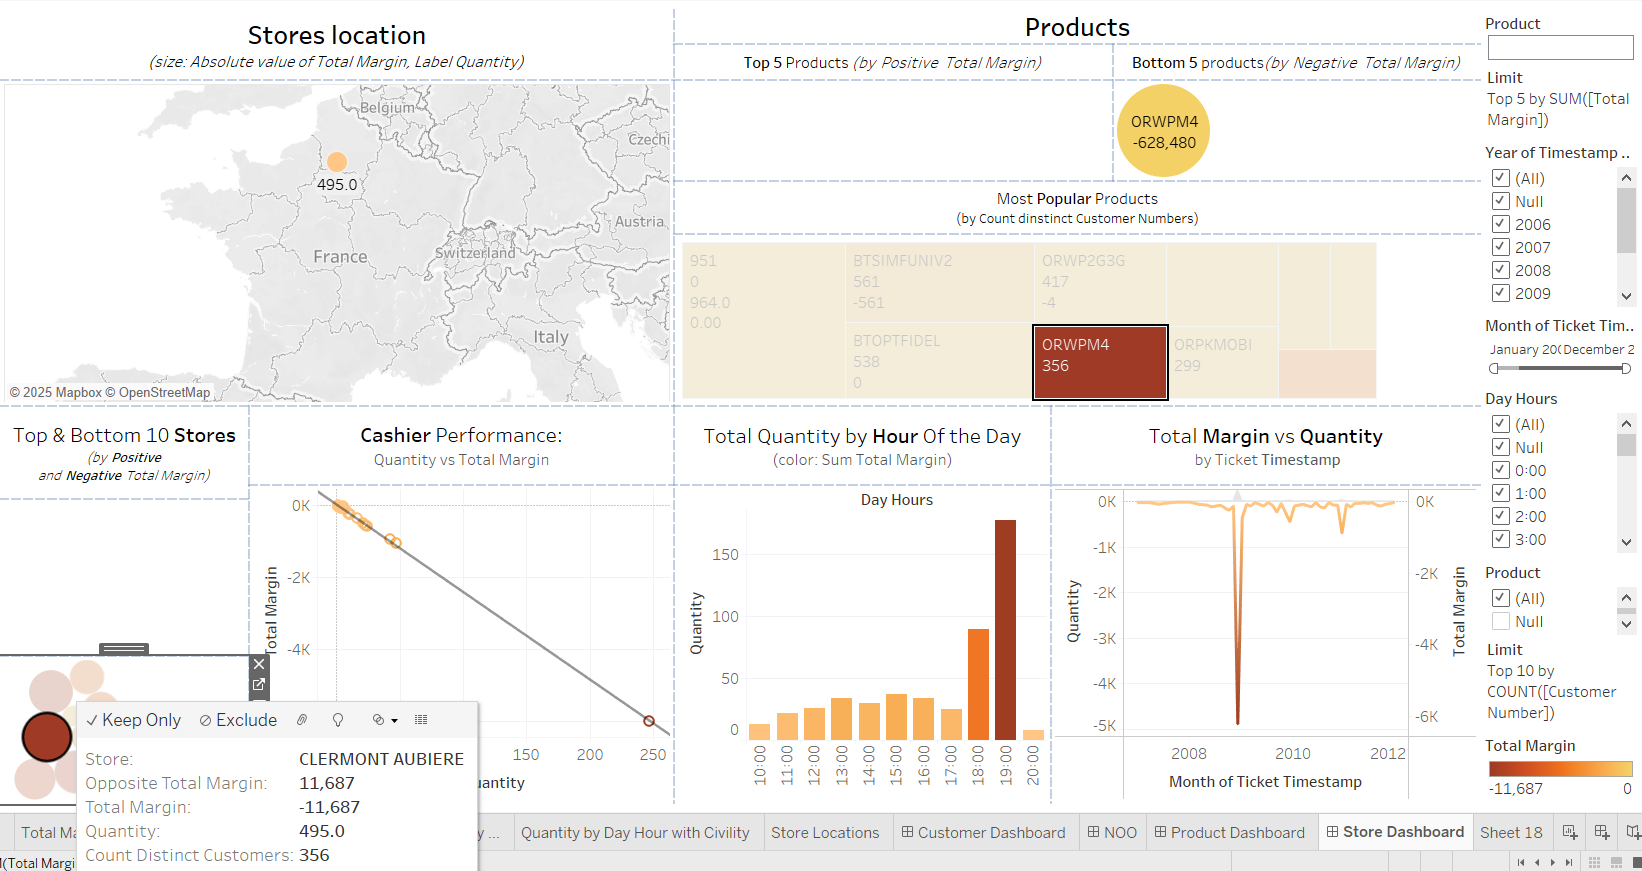 Stores location
(size: Absolute value of Total Margin, Label Quantity)
Belgium
Czechi
495.0
Austria
France
Switzerland
Italy
© 2025 Mapbox © OpenStreetMap
Products
Top 5 Products (by Positive Total Margin)
Bottom 5 products(by Negative Total Margin)
ORWPM4
-628,480
Most Popular Products
(by Count dinstinct Customer Numbers)
951
0
964.0
0.00
BTSIMFUNIV2
561
-561
ORWP2G3G
417
-4
BTOPTFIDEL
538
0
ORWPM4
356
ORPKMOBI
299
Product
Limit
Top 5 by SUM([Total
Margin])
Year of Timestamp ..
(All)
Null
2006
2007
2008
2009
Month of Ticket Tim..
January 200 December 2
Day Hours
(All)
Null
0:00
1:00
2:00
3:00
Product
(All)
Null
Limit
Top 10 by
COUNT([Customer
Number])
Total Margin
-11,687 0
Top & Bottom 10 Stores
(by Positive
and Negative Total Margin)
Cashier Performance:
Quantity vs Total Margin
0K
-2K
-4K
Total Margin
150 200 250
uantity
Total Quantity by Hour Of the Day
(color: Sum Total Margin)
Day Hours
150
100
50
0
Quantity
10:00 11:00 12:00 13:00 14:00 15:00 16:00 17:00 18:00 19:00 20:00
Total Margin vs Quantity
by Ticket Timestamp
0K
-1K
-2K
-3K
-4K
-5K
Quantity
0K
-2K
-4K
-6K
Total Margin
2008 2010 2012
Month of Ticket Timestamp
Keep Only Exclude
Store: CLERMONT AUBIERE
Opposite Total Margin: 11,687
Total Margin: -11,687
Quantity: 495.0
Count Distinct Customers: 356
Total Ma
y ...
Quantity by Day Hour with Civility
Store Locations
Customer Dashboard
NOO
Product Dashboard
Store Dashboard
Sheet 18
(Total Margi